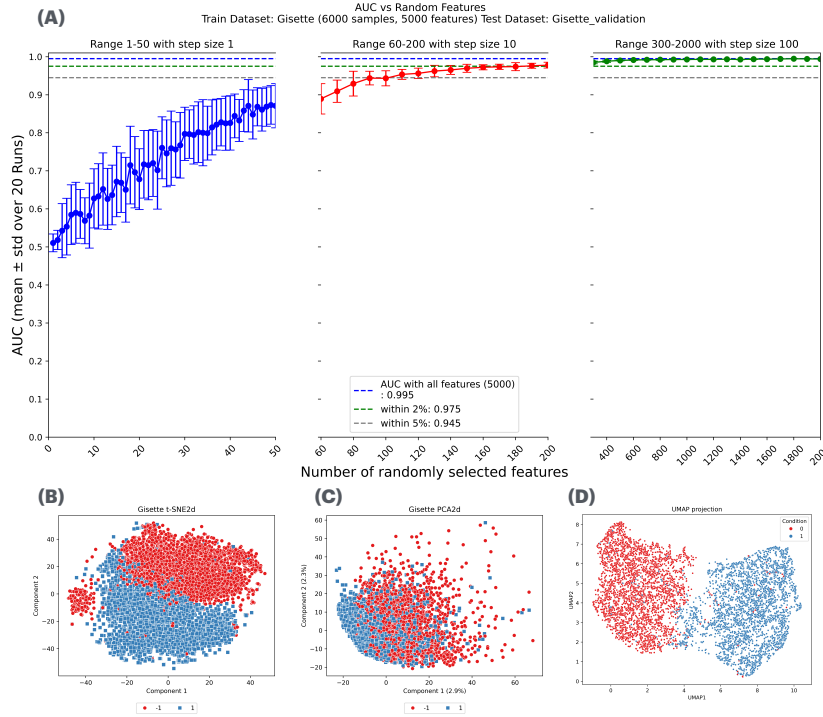 (A)
AUC vs Random Features
Train Dataset: Gisette (6000 samples, 5000 features) Test Dataset: Gisette_validation
Range 1-50 with step size 1
Range 60-200 with step size 10
Range 300-2000 with step size 100
AUC (mean ± std over 20 Runs)
1.0
0.9
0.8
0.7
0.6
0.5
0.4
0.3
0.2
0.1
0.0
AUC with all features (5000)
: 0.995
within 2%: 0.975
within 5%: 0.945
0 10 20 30 40 50
60 80 100 120 140 160 180 200
400 600 800 1000 1200 1400 1600 1800 200
Number of randomly selected features
(B)
Gisette t-SNE2d
Component 2
40
20
0
−20
−40
−40 −20 0 20 40
Component 1
-1 1
(C)
Gisette PCA2d
Component 2 (2.3%)
60
50
40
30
20
10
0
−10
−20
−20 0 20 40 60
Component 1 (2.9%)
-1 1
(D)
UMAP projection
Condition
0
1
UMAP2
8
7
6
5
4
3
2
1
0
0 2 4 6 8 10
UMAP1